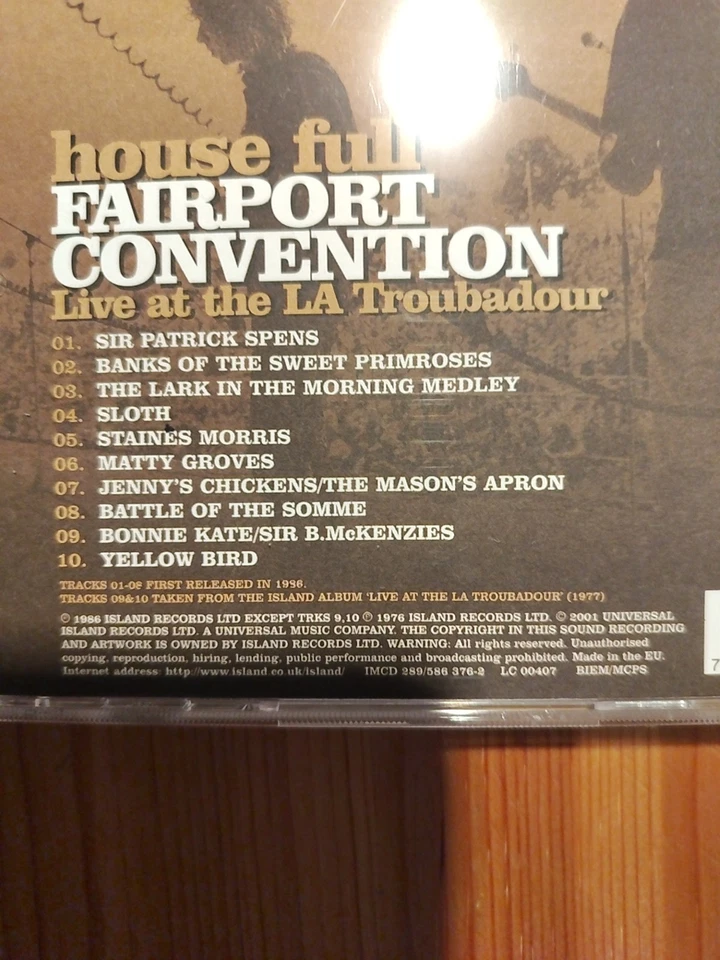 house full
FAIRPORT
CONVENTION
Live at the LA Troubadour
01. SIR PATRICK SPENS
02. BANKS OF THE SWEET PRIMROSES
03. THE LARK IN THE MORNING MEDLEY
04. SLOTH
05. STAINES MORRIS
06. MATTY GROVES
07. JENNY'S CHICKENS/THE MASON'S APRON
08. BATTLE OF THE SOMME
09. BONNIE KATE/SIR B.McKENZIES
10. YELLOW BIRD
TRACKS 01-08 FIRST RELEASED IN 1986.
TRACKS 09&10 TAKEN FROM THE ISLAND ALBUM 'LIVE AT THE LA TROUBADOUR' (1977)
℗ 1986 ISLAND RECORDS LTD EXCEPT TRKS 9,10 ℗ 1976 ISLAND RECORDS LTD. © 2001 UNIVERSAL
ISLAND RECORDS LTD. A UNIVERSAL MUSIC COMPANY. THE COPYRIGHT IN THIS SOUND RECORDING
AND ARTWORK IS OWNED BY ISLAND RECORDS LTD. WARNING: All rights reserved. Unauthorised
copying, reproduction, hiring, lending, public performance and broadcasting prohibited. Made in the EU.
Internet address: http://www.island.co.uk/island/ IMCD 289/586 376-2 LC 00407 BIEM/MCPS
7